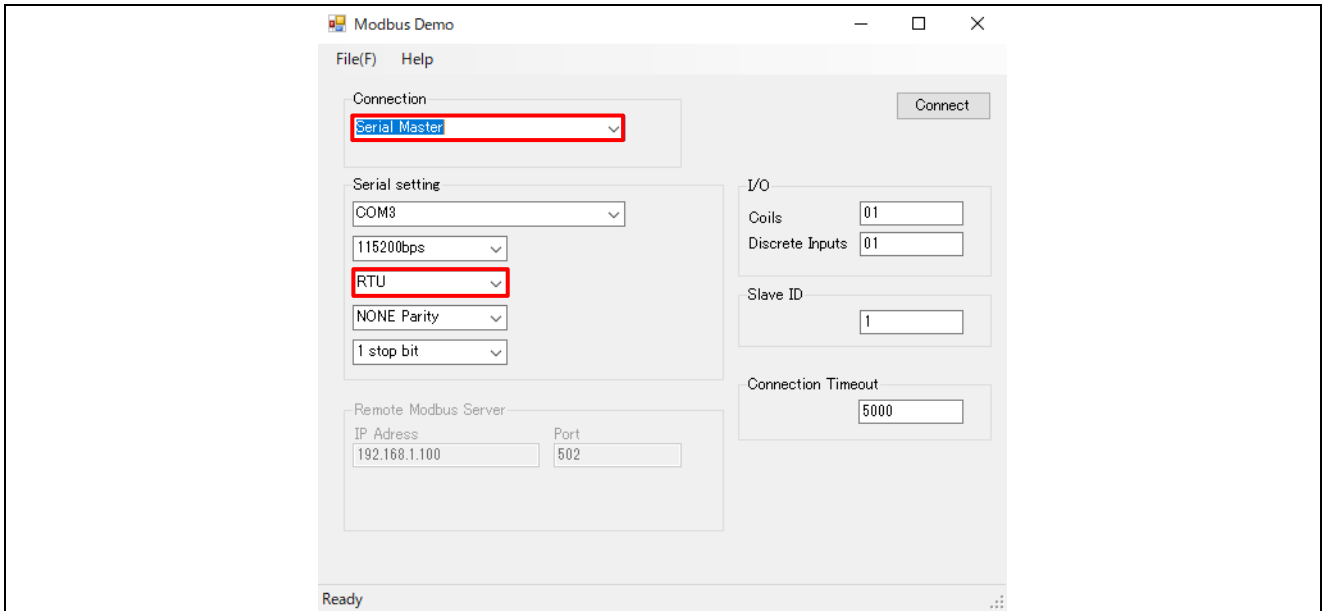 Modbus Demo
File(F) Help
Connection
Serial Master
Connect
Serial setting
COM3
115200bps
RTU
NONE Parity
1 stop bit
I/O
Coils 01
Discrete Inputs 01
Slave ID
1
Connection Timeout
5000
Remote Modbus Server
IP Adress Port
192.168.1.100 502
Ready